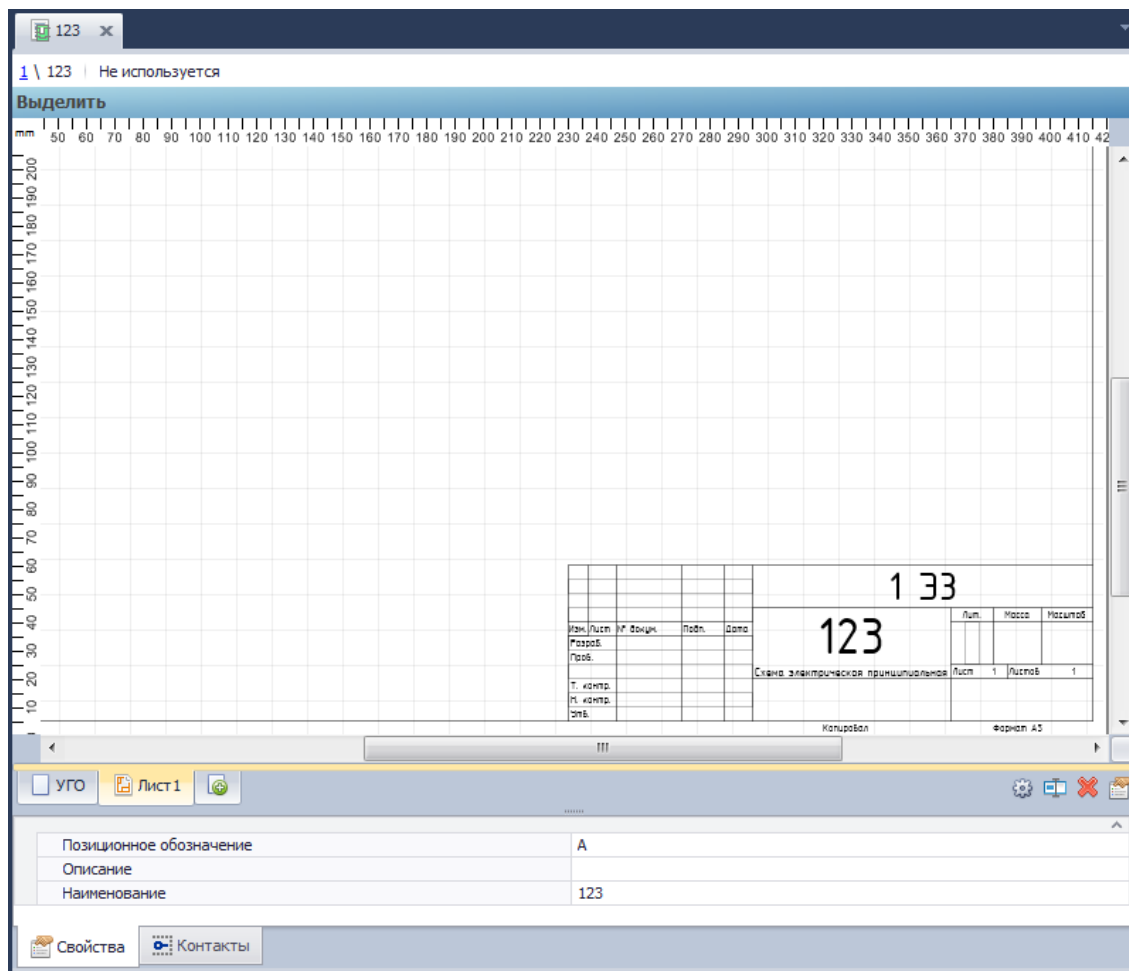 123
1 \ 123 Не используется
Выделить
mm 50 60 70 80 90 100 110 120 130 140 150 160 170 180 190 200 210 220 230 240 250 260 270 280 290 300 310 320 330 340 350 360 370 380 390 400 410 42
200
190
180
170
160
150
140
130
120
110
100
90
80
70
60
50
40
30
20
10
1 ЭЗ
Изм. Лист № докум. Подп. Дата
Разраб.
Пров.
Т. контр.
Н. контр.
Утв.
123
Схема электрическая принципиальная
Лит. Масса Масштаб
Лист 1 Листов 1
Копировал Формат А3
УГО Лист1
Позиционное обозначение A
Описание
Наименование 123
Свойства Контакты